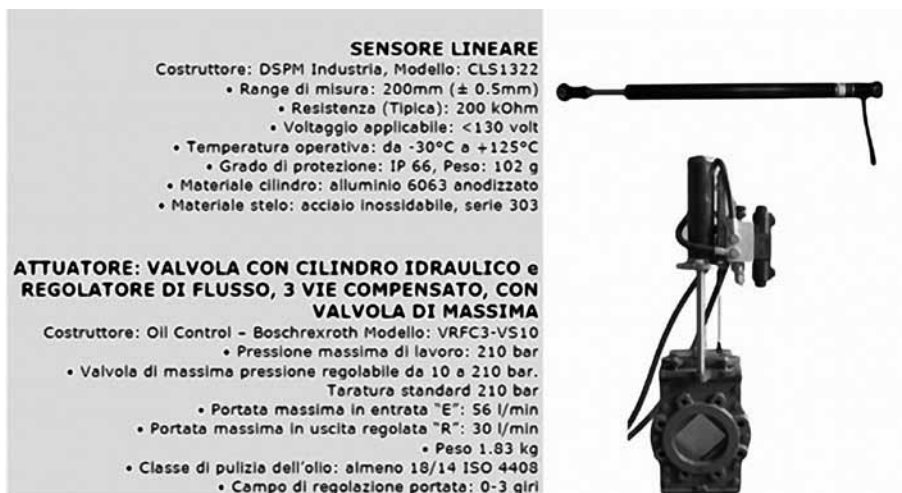 SENSORE LINEARE
Costruttore: DSPM Industria, Modello: CLS1322
• Range di misura: 200mm (± 0.5mm)
• Resistenza (Tipica): 200 kOhm
• Voltaggio applicabile: <130 volt
• Temperatura operativa: da -30°C a +125°C
• Grado di protezione: IP 66, Peso: 102 g
• Materiale cilindro: alluminio 6063 anodizzato
• Materiale stelo: acciaio inossidabile, serie 303
ATTUATORE: VALVOLA CON CILINDRO IDRAULICO e
REGOLATORE DI FLUSSO, 3 VIE COMPENSATO, CON
VALVOLA DI MASSIMA
Costruttore: Oil Control – Boschrexroth Modello: VRFC3-VS10
• Pressione massima di lavoro: 210 bar
• Valvola di massima pressione regolabile da 10 a 210 bar.
Taratura standard 210 bar
• Portata massima in entrata "E": 56 l/min
• Portata massima in uscita regolata "R": 30 l/min
• Peso 1.83 kg
• Classe di pulizia dell'olio: almeno 18/14 ISO 4408
• Campo di regolazione portata: 0-3 giri